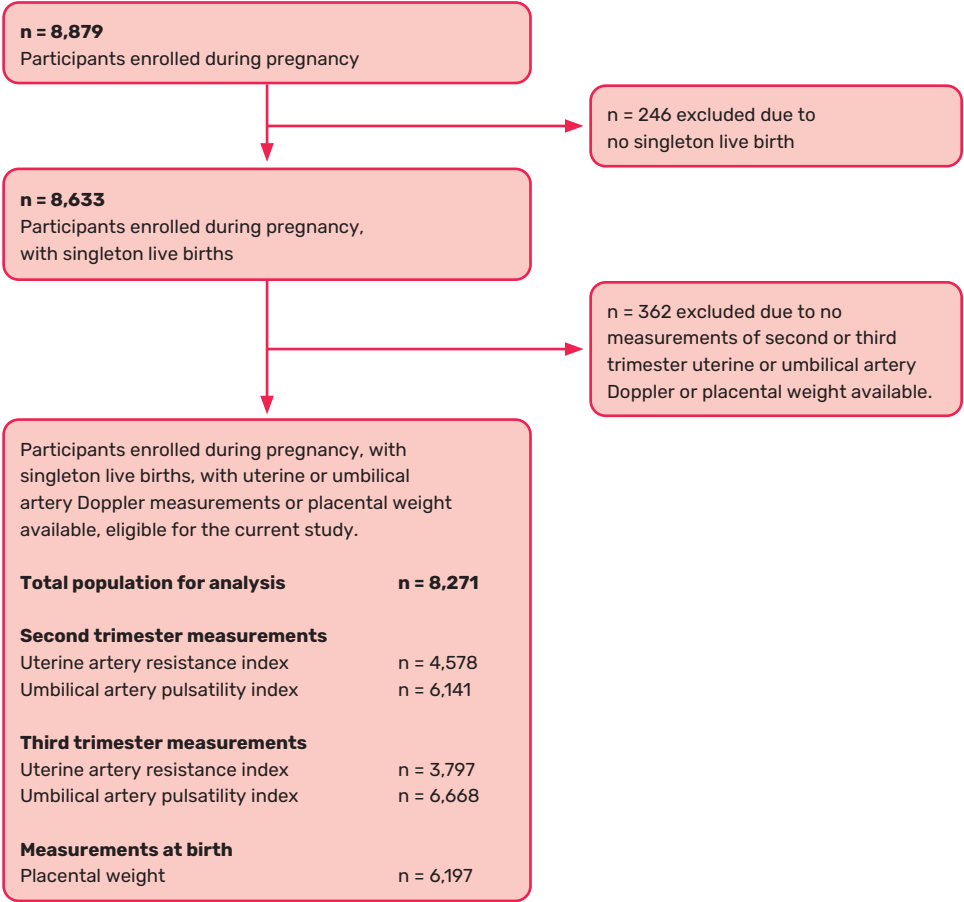 n = 8,879
Participants enrolled during pregnancy
n = 246 excluded due to
no singleton live birth
n = 8,633
Participants enrolled during pregnancy,
with singleton live births
n = 362 excluded due to no
measurements of second or third
trimester uterine or umbilical artery
Doppler or placental weight available.
Participants enrolled during pregnancy, with
singleton live births, with uterine or umbilical
artery Doppler measurements or placental weight
available, eligible for the current study.
Total population for analysis n = 8,271
Second trimester measurements
Uterine artery resistance index n = 4,578
Umbilical artery pulsatility index n = 6,141
Third trimester measurements
Uterine artery resistance index n = 3,797
Umbilical artery pulsatility index n = 6,668
Measurements at birth
Placental weight n = 6,197